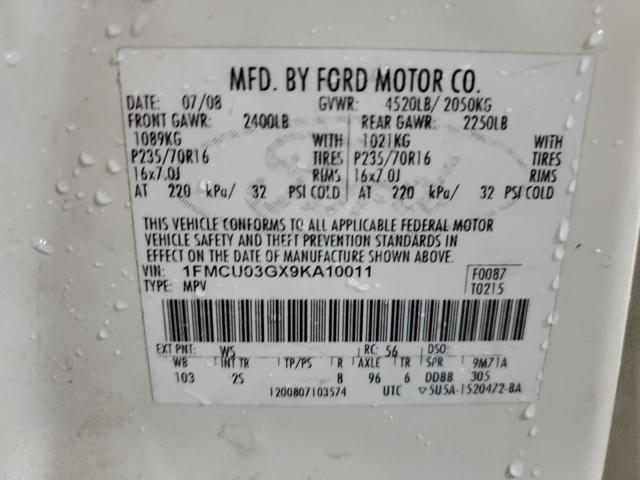 MFD. BY FORD MOTOR CO.
DATE: 07/08 GVWR: 4520LB/ 2050KG
FRONT GAWR: 2400LB REAR GAWR: 2250LB
1089KG WITH 1021KG WITH
P235/70R16 TIRES P235/70R16 TIRES
16x7.0J RIMS 16x7.0J RIMS
AT 220 kPa/ 32 PSI COLD AT 220 kPa/ 32 PSI COLD
THIS VEHICLE CONFORMS TO ALL APPLICABLE FEDERAL MOTOR
VEHICLE SAFETY AND THEFT PREVENTION STANDARDS IN
EFFECT ON THE DATE OF MANUFACTURE SHOWN ABOVE.
VIN: 1FMCU03GX9KA10011 F0087
TYPE: MPV T0215
EXT PNT: WS RC: 56 DSO:
WB INT TR TP/PS R AXLE TR SPR 9M71A
103 2S 8 96 6 DDBB 305
1200807103574 UTC ▽5U5A-1520472-BA